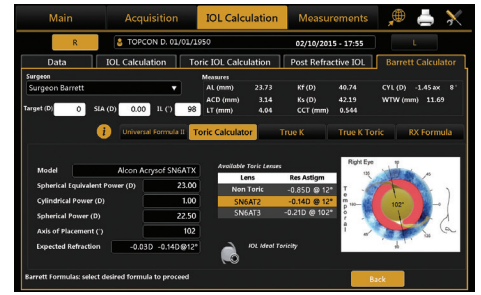 Main Acquisition IOL Calculation Measurements
R TOPCON D. 01/01/1950 02/10/2015 - 17:55 L
Data IOL Calculation Toric IOL Calculation Post Refractive IOL Barrett Calculator
Surgeon Measures
Surgeon Barrett AL (mm) 23.73 Kf (D) 40.74 CYL (D) -1.45 ax 8°
ACD (mm) 3.14 Ks (D) 42.19 WTW (mm) 11.69
Target (D) 0 SIA (D) 0.00 IL (°) 98 LT (mm) 4.04 CCT (mm) 0.544
i Universal Formula II Toric Calculator True K True K Toric RX Formula
Model Alcon Acrysof SN6ATX
Spherical Equivalent Power (D) 23.00
Cylindrical Power (D) 1.00
Spherical Power (D) 22.50
Axis of Placement (°) 102
Expected Refraction -0.03D -0.14D@12°
Available Toric Lenses
Lens Res Astigm
Non Toric -0.85D @ 12°
SN6AT2 -0.14D @ 12°
SN6AT3 -0.21D @ 102°
IOL Ideal Toricity
Right Eye
Temporal
102°
Barrett Formulas: select desired formula to proceed
Back